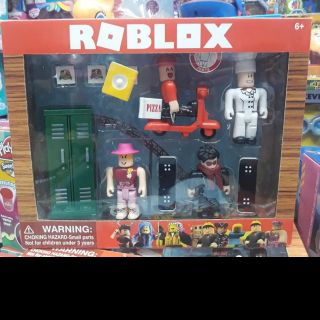 ROBLOX
6+
PIZZA
WARNING:
CHOKING HAZARD-Small parts
Not for children under 3 years